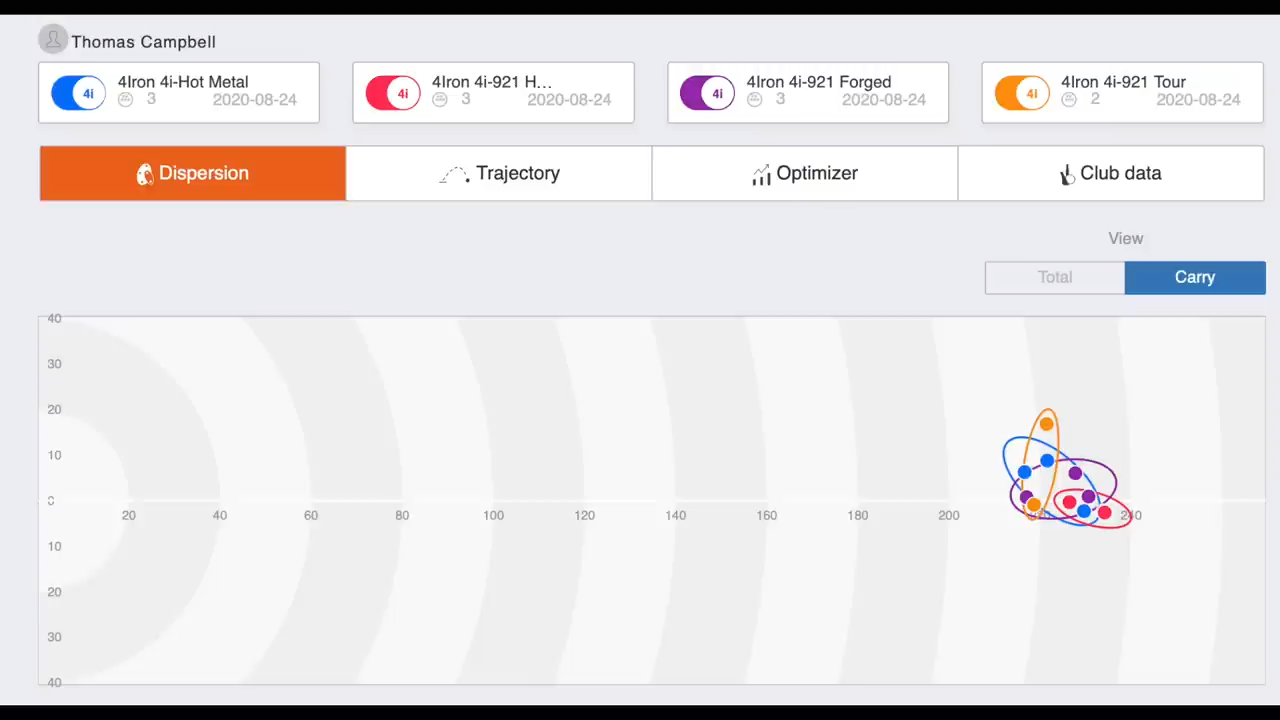 Thomas Campbell
4i 4Iron 4i-Hot Metal
3 2020-08-24
4i 4Iron 4i-921 H...
3 2020-08-24
4i 4Iron 4i-921 Forged
3 2020-08-24
4i 4Iron 4i-921 Tour
2 2020-08-24
Dispersion Trajectory Optimizer Club data
View
Total Carry
40
30
20
10
0
20 40 60 80 100 120 140 160 180 200 220 240
10
20
30
40